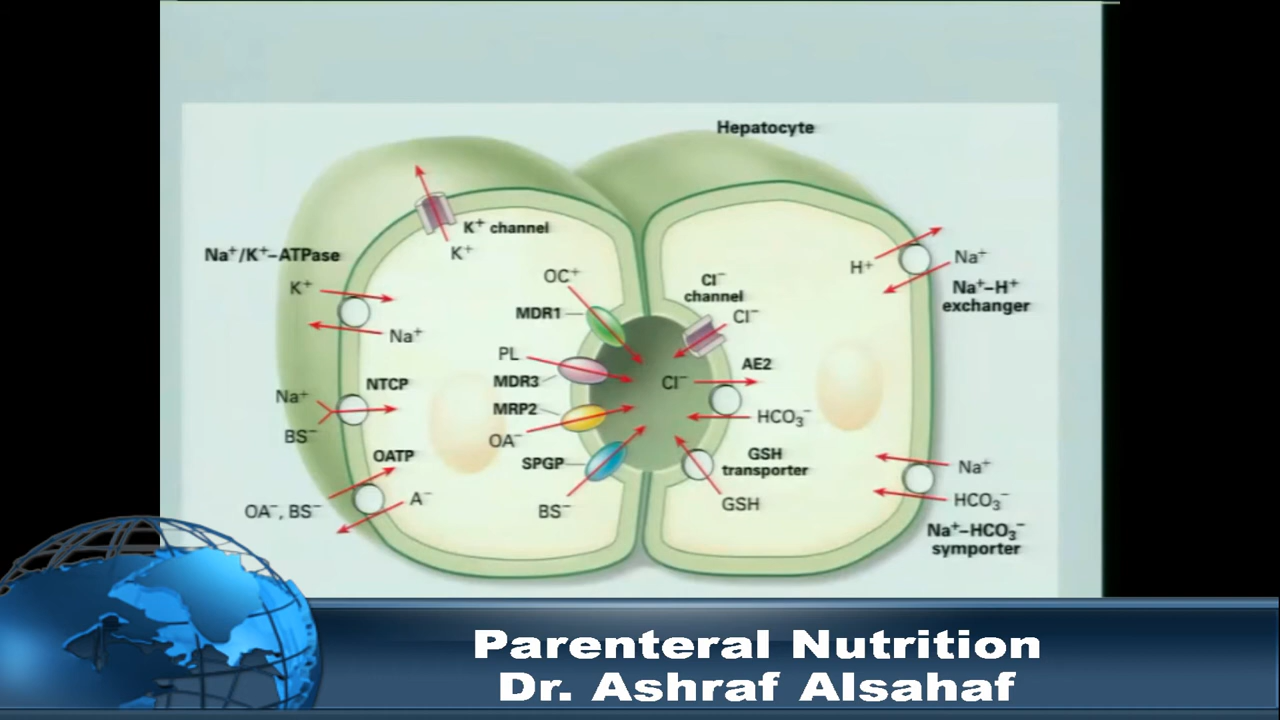 Hepatocyte
K⁺ channel
K⁺
Na⁺/K⁺–ATPase
K⁺
Na⁺
NTCP
Na⁺
BS⁻
OATP
OA⁻, BS⁻
A⁻
OC⁺
MDR1
PL
MDR3
MRP2
OA⁻
SPGP
BS⁻
Cl⁻
channel
Cl⁻
AE2
Cl⁻
HCO₃⁻
GSH
transporter
GSH
H⁺
Na⁺
Na⁺–H⁺
exchanger
Na⁺
HCO₃⁻
Na⁺–HCO₃⁻
symporter
Parenteral Nutrition
Dr. Ashraf Alsahaf